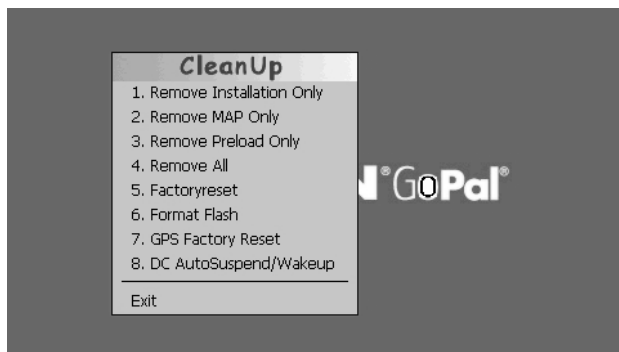 CleanUp
1. Remove Installation Only
2. Remove MAP Only
3. Remove Preload Only
4. Remove All
5. Factoryreset
6. Format Flash
7. GPS Factory Reset
8. DC AutoSuspend/Wakeup
Exit
N®GoPal®